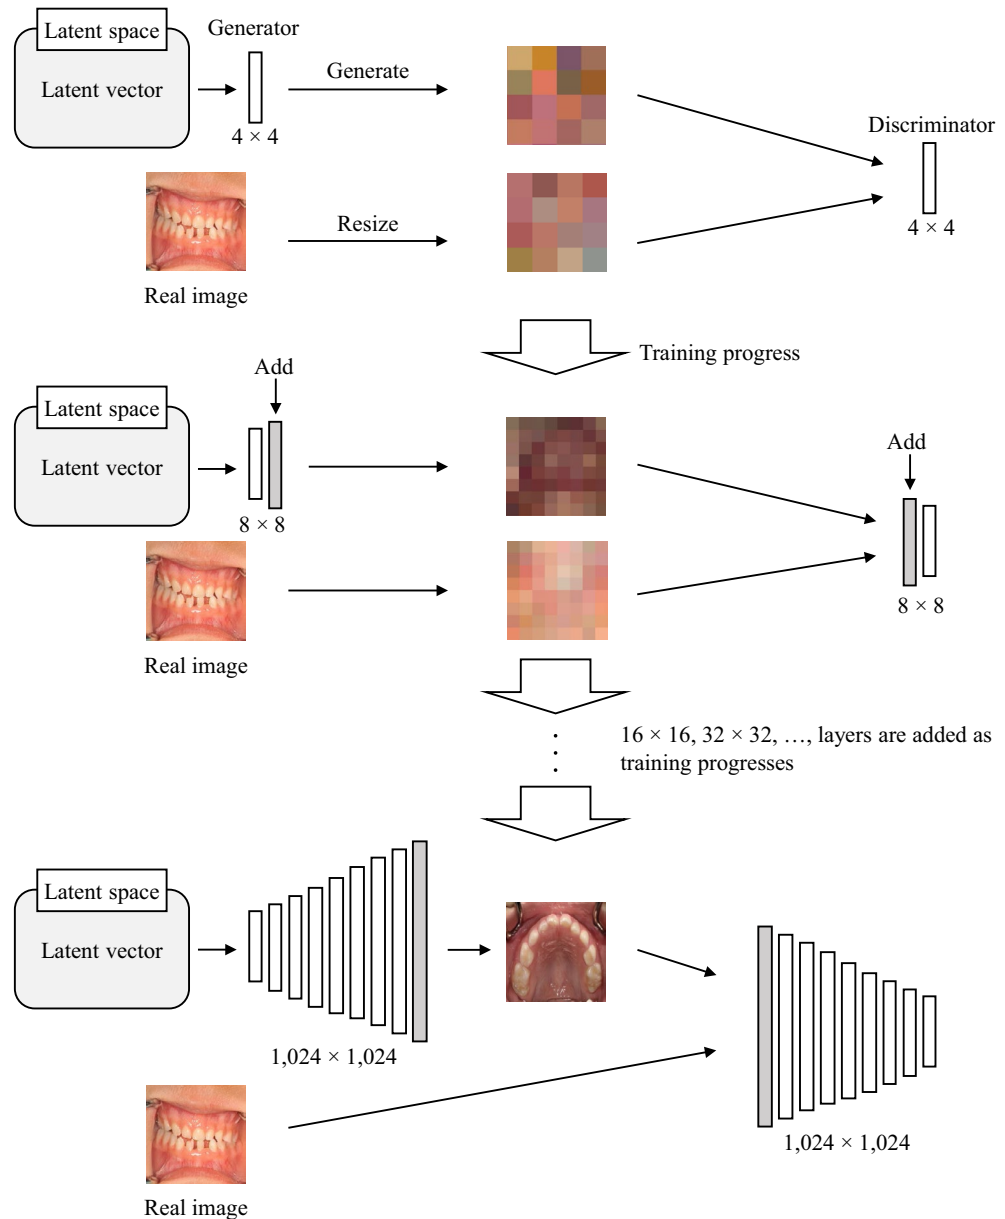 Latent space
Generator
Latent vector
Generate
4 × 4
Discriminator
Resize
4 × 4
Real image
Training progress
Add
Latent space
Latent vector
Add
8 × 8
8 × 8
Real image
16 × 16, 32 × 32, …, layers are added as
training progresses
Latent space
Latent vector
1,024 × 1,024
1,024 × 1,024
Real image